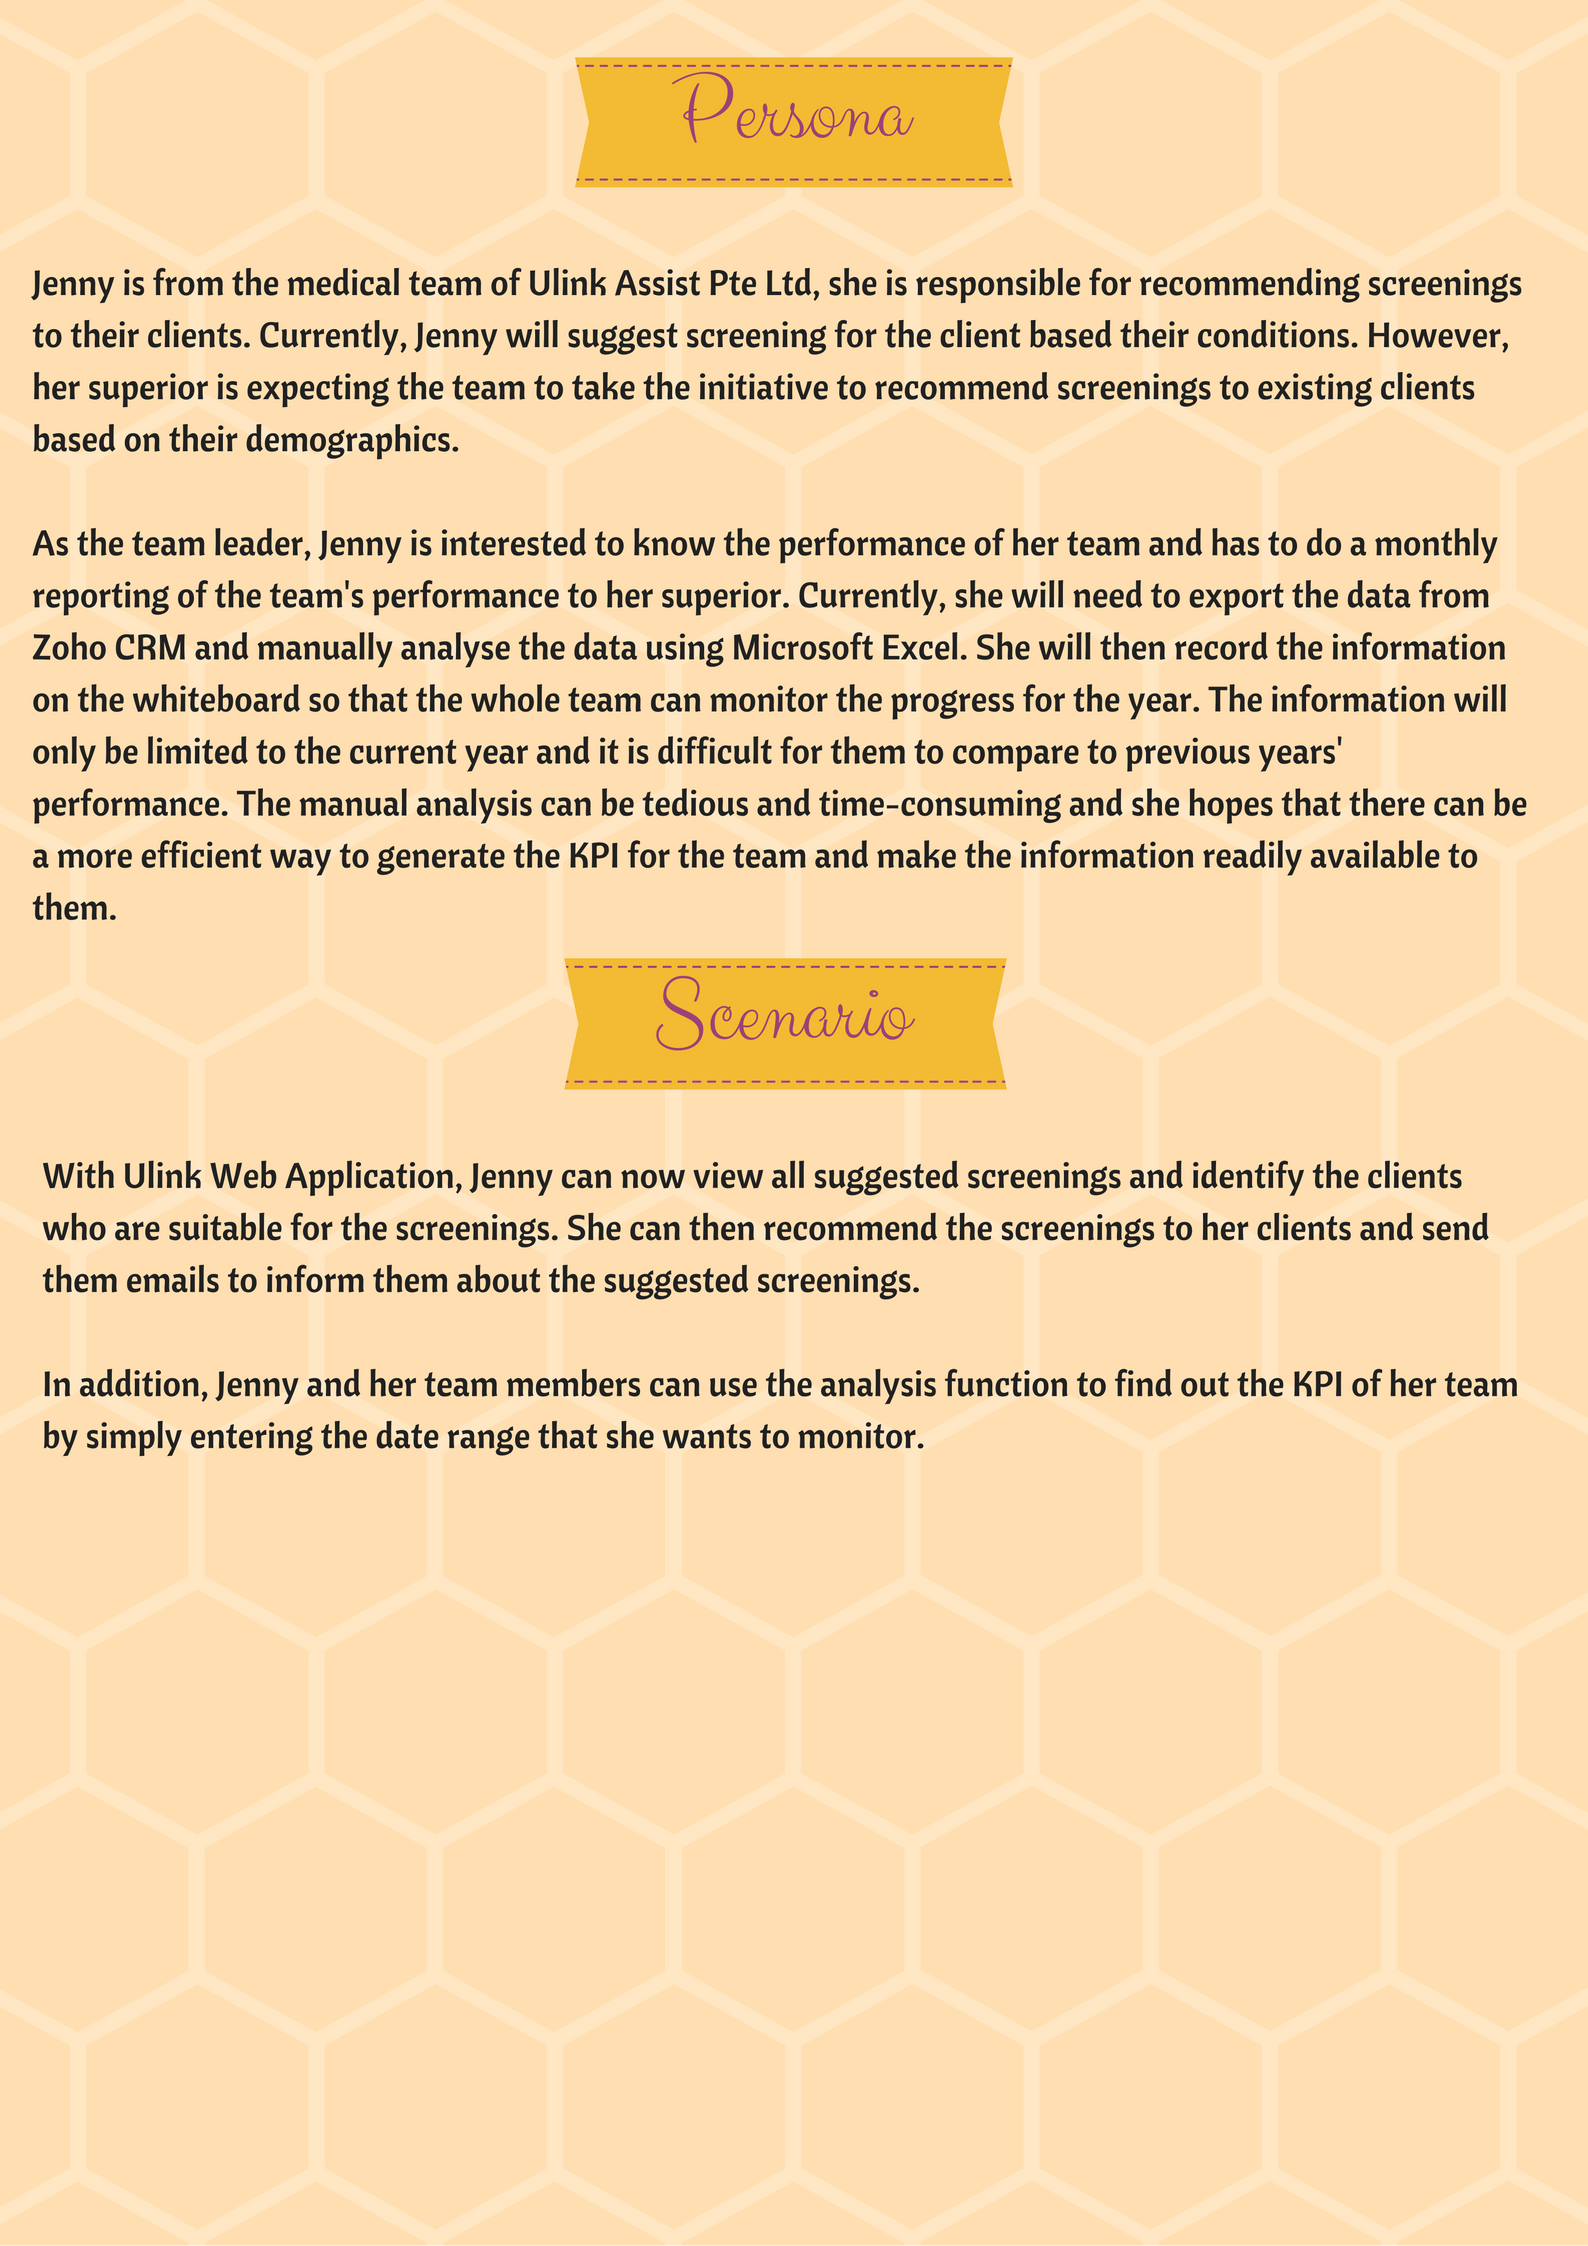 Persona
Jenny is from the medical team of Ulink Assist Pte Ltd, she is responsible for recommending screenings
to their clients. Currently, Jenny will suggest screening for the client based their conditions. However,
her superior is expecting the team to take the initiative to recommend screenings to existing clients
based on their demographics.
As the team leader, Jenny is interested to know the performance of her team and has to do a monthly
reporting of the team's performance to her superior. Currently, she will need to export the data from
Zoho CRM and manually analyse the data using Microsoft Excel. She will then record the information
on the whiteboard so that the whole team can monitor the progress for the year. The information will
only be limited to the current year and it is difficult for them to compare to previous years'
performance. The manual analysis can be tedious and time-consuming and she hopes that there can be
a more efficient way to generate the KPI for the team and make the information readily available to
them.
Scenario
With Ulink Web Application, Jenny can now view all suggested screenings and identify the clients
who are suitable for the screenings. She can then recommend the screenings to her clients and send
them emails to inform them about the suggested screenings.
In addition, Jenny and her team members can use the analysis function to find out the KPI of her team
by simply entering the date range that she wants to monitor.